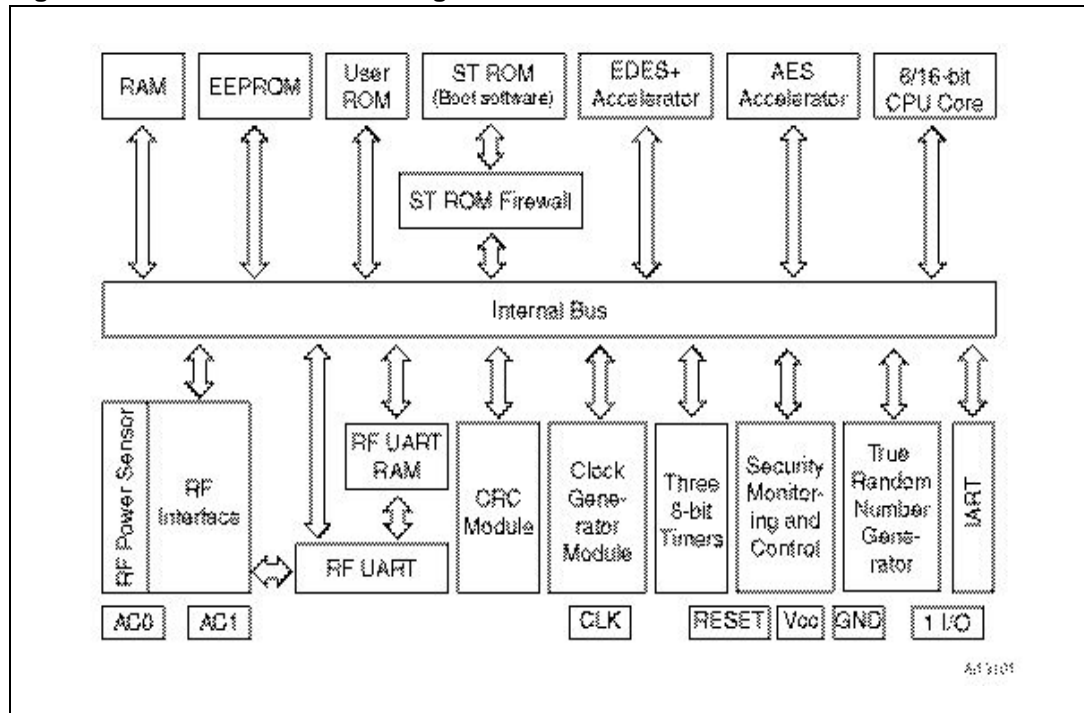 RAM
EEPROM
User
ROM
ST ROM
(Boot software)
EDES+
Accelerator
AES
Accelerator
8/16-bit
CPU Core
ST ROM Firewall
Internal Bus
RF Power Sensor
RF
Interface
RF UART
RAM
RF UART
CRC
Module
Clock
Gene-
rator
Module
Three
8-bit
Timers
Security
Monitor-
ing and
Control
True
Random
Number
Gene-
rator
IART
AC0
AC1
CLK
RESET
Vcc
GND
1 I/O